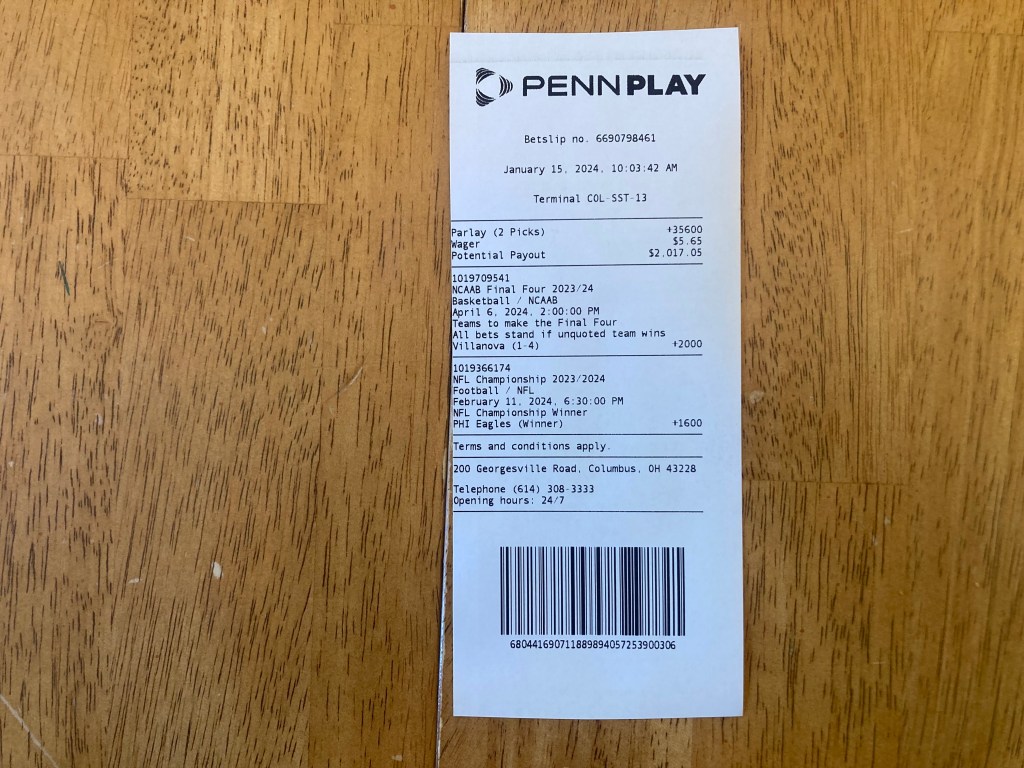 PENN PLAY
Betslip no. 6690798461
January 15, 2024, 10:03:42 AM
Terminal COL-SST-13
Parlay (2 Picks) +35600
Wager $5.65
Potential Payout $2,017.05
1019709541
NCAAB Final Four 2023/24
Basketball / NCAAB
April 6, 2024, 2:00:00 PM
Teams to make the Final Four
All bets stand if unquoted team wins
Villanova (1-4) +2000
1019366174
NFL Championship 2023/2024
Football / NFL
February 11, 2024, 6:30:00 PM
NFL Championship Winner
PHI Eagles (Winner) +1600
Terms and conditions apply.
200 Georgesville Road, Columbus, OH 43228
Telephone (614) 308-3333
Opening hours: 24/7
68044169071188989405725390​0306